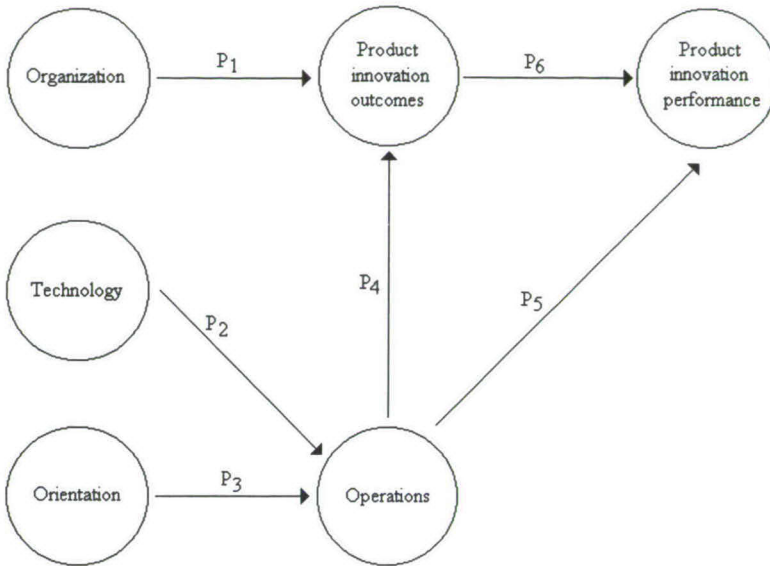 Organization
P1
Product
innovation
outcomes
P6
Product
innovation
performance
Technology
P2
P4
P5
Orientation
P3
Operations